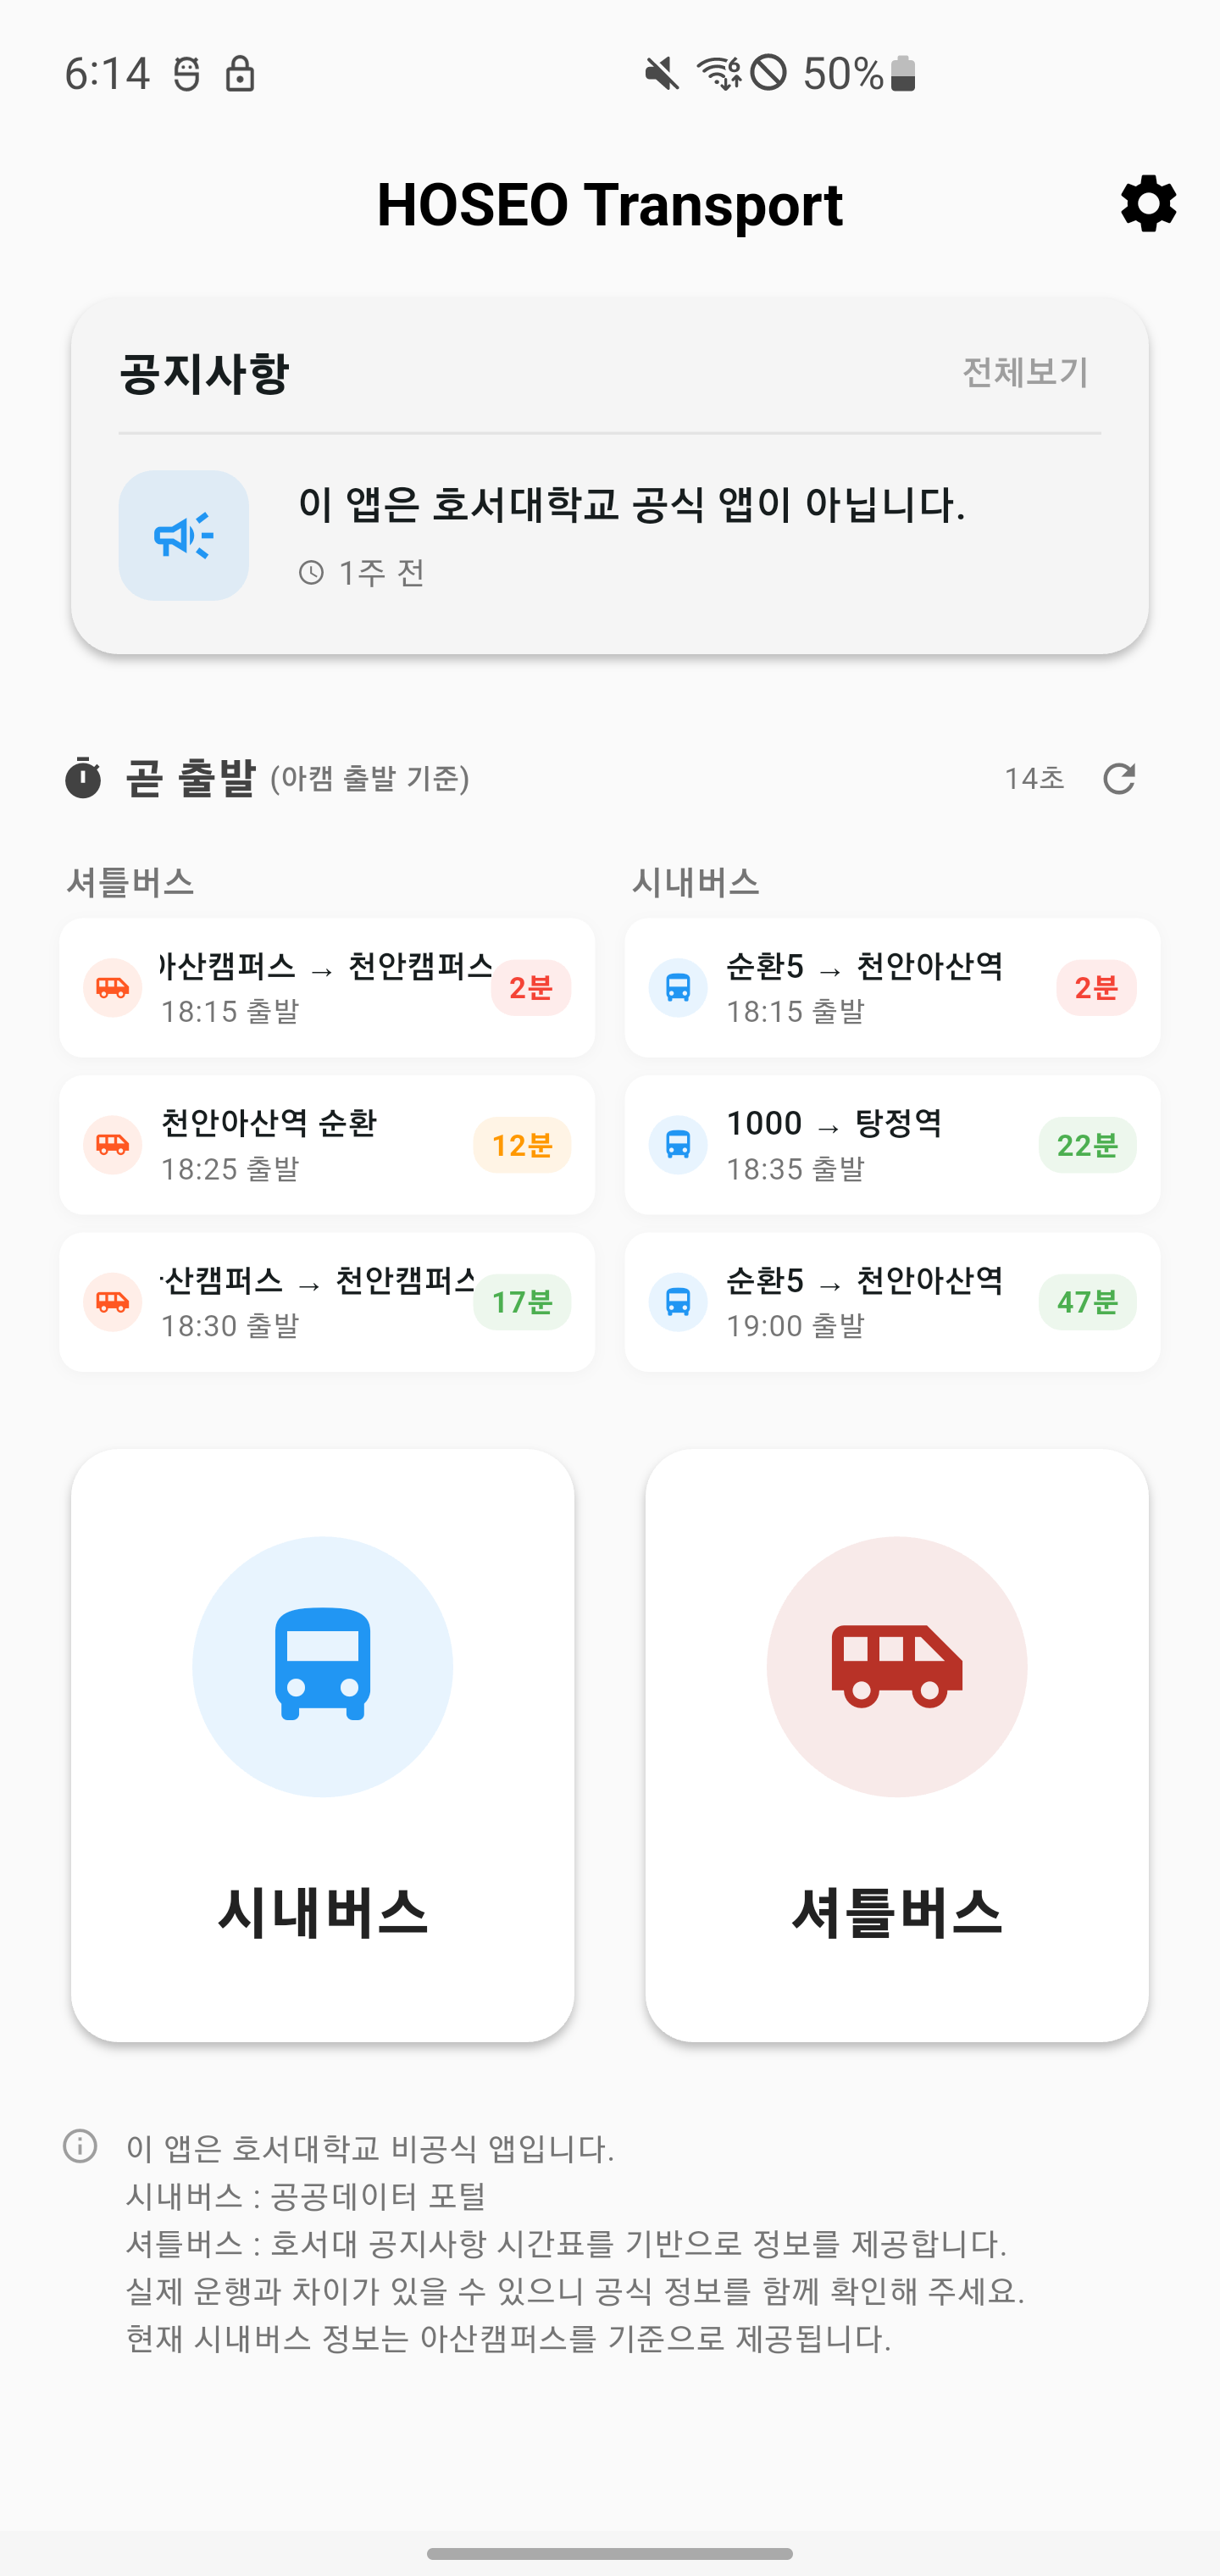 6:14
50%
HOSEO Transport
공지사항
전체보기
이 앱은 호서대학교 공식 앱이 아닙니다.
1주 전
곧 출발 (아캠 출발 기준)
14초
셔틀버스
산캠퍼스 → 천안캠퍼스
18:15 출발
2분
천안아산역 순환
18:25 출발
12분
산캠퍼스 → 천안캠퍼스
18:30 출발
17분
시내버스
순환5 → 천안아산역
18:15 출발
2분
1000 → 탕정역
18:35 출발
22분
순환5 → 천안아산역
19:00 출발
47분
시내버스
셔틀버스
이 앱은 호서대학교 비공식 앱입니다.
시내버스 : 공공데이터 포털
셔틀버스 : 호서대 공지사항 시간표를 기반으로 정보를 제공합니다.
실제 운행과 차이가 있을 수 있으니 공식 정보를 함께 확인해 주세요.
현재 시내버스 정보는 아산캠퍼스를 기준으로 제공됩니다.